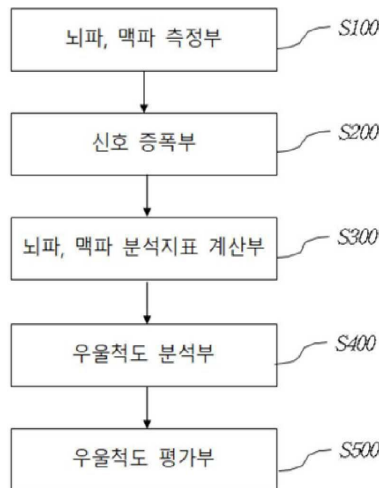 뇌파, 맥파 측정부
S100
신호 증폭부
S200
뇌파, 맥파 분석지표 계산부
S300
우울척도 분석부
S400
우울척도 평가부
S500